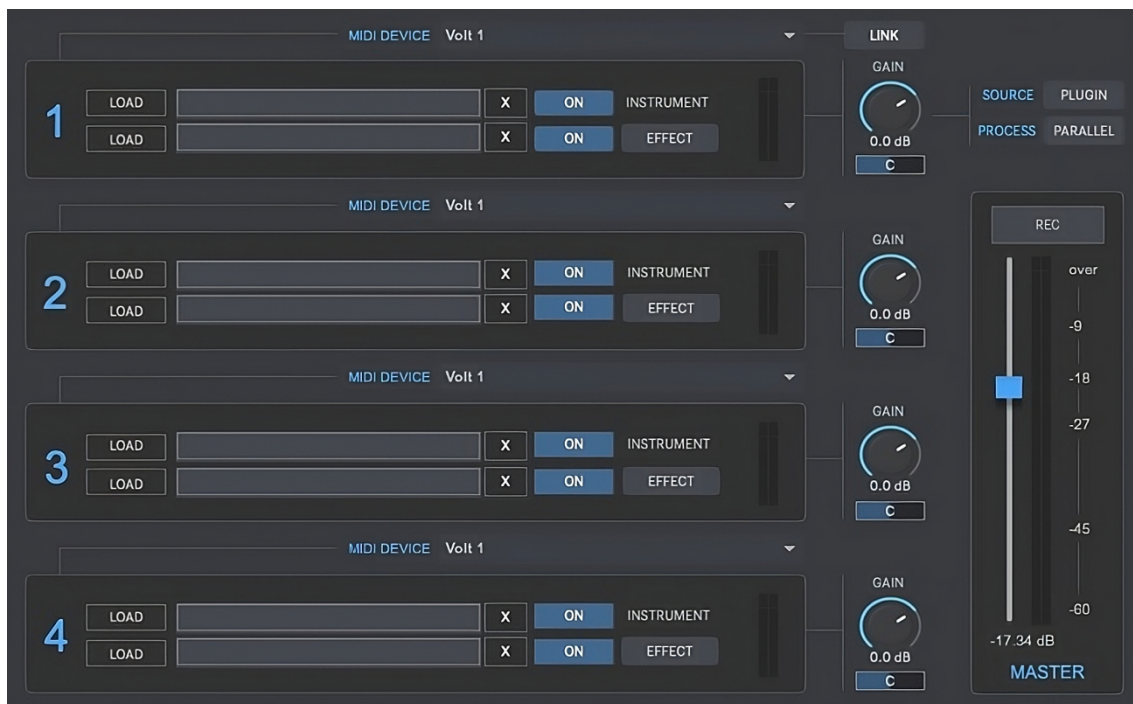 MIDI DEVICE Volt 1 LINK
1
LOAD X ON INSTRUMENT
LOAD X ON EFFECT
GAIN
0.0 dB
C
SOURCE PLUGIN
PROCESS PARALLEL
MIDI DEVICE Volt 1
2
LOAD X ON INSTRUMENT
LOAD X ON EFFECT
GAIN
0.0 dB
C
MIDI DEVICE Volt 1
3
LOAD X ON INSTRUMENT
LOAD X ON EFFECT
GAIN
0.0 dB
C
MIDI DEVICE Volt 1
4
LOAD X ON INSTRUMENT
LOAD X ON EFFECT
GAIN
0.0 dB
C
REC
over
-9
-18
-27
-45
-60
-17.34 dB
MASTER